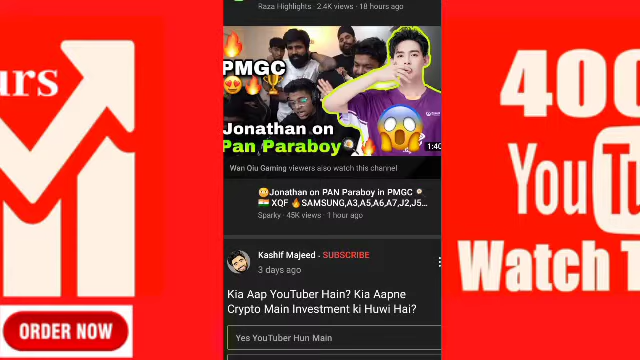 Raza Highlights · 2.4K views · 18 hours ago
PMGC
Jonathan on
Pan Paraboy
1:40
Wan Qiu Gaming viewers also watch this channel
Jonathan on PAN Paraboy in PMGC
XQF SAMSUNG,A3,A5,A6,A7,J2,J5...
Sparky · 45K views · 1 hour ago
Kashif Majeed · SUBSCRIBE
3 days ago
Kia Aap YouTuber Hain? Kia Aapne
Crypto Main Investment ki Huwi Hai?
Yes YouTuber Hun Main
urs
ORDER NOW
400
YouTu
Watch T